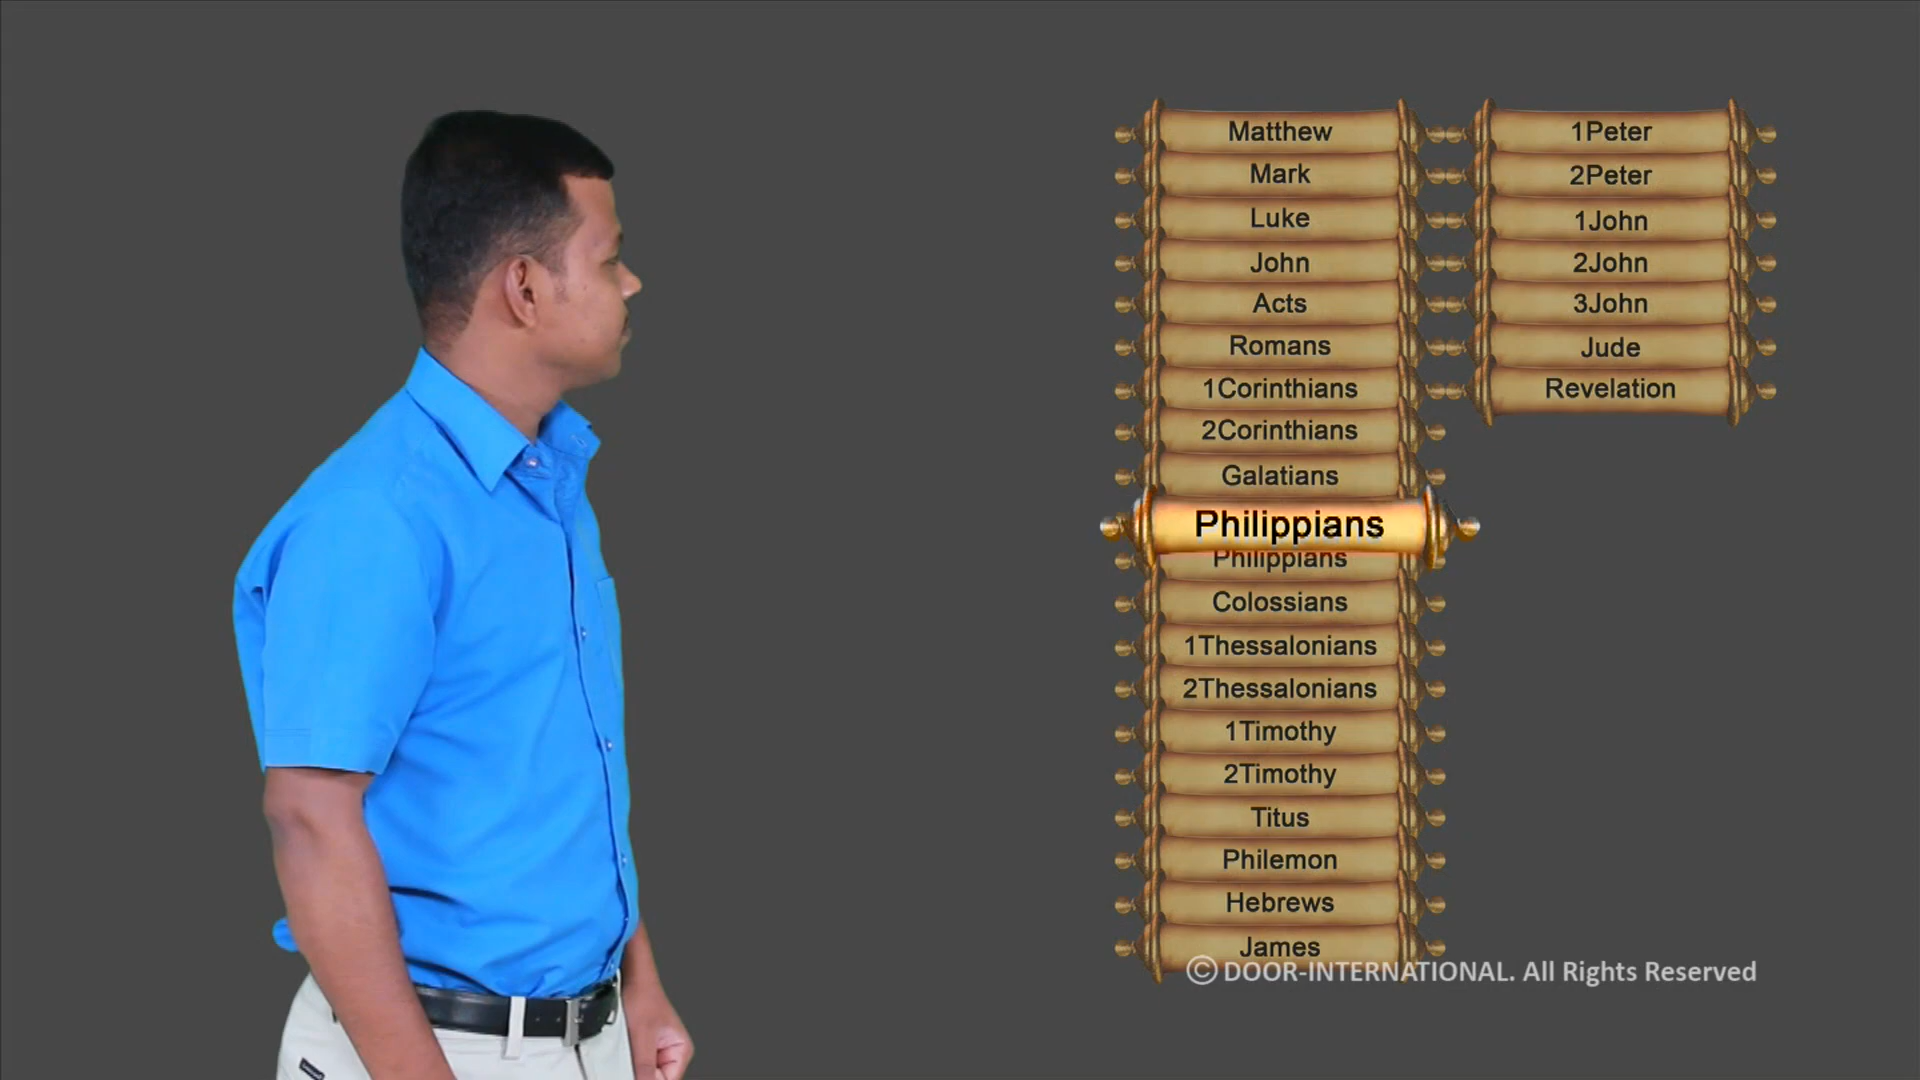 Matthew
Mark
Luke
John
Acts
Romans
1Corinthians
2Corinthians
Galatians
Philippians
Philippians
Colossians
1Thessalonians
2Thessalonians
1Timothy
2Timothy
Titus
Philemon
Hebrews
James
1Peter
2Peter
1John
2John
3John
Jude
Revelation
©DOOR-INTERNATIONAL. All Rights Reserved